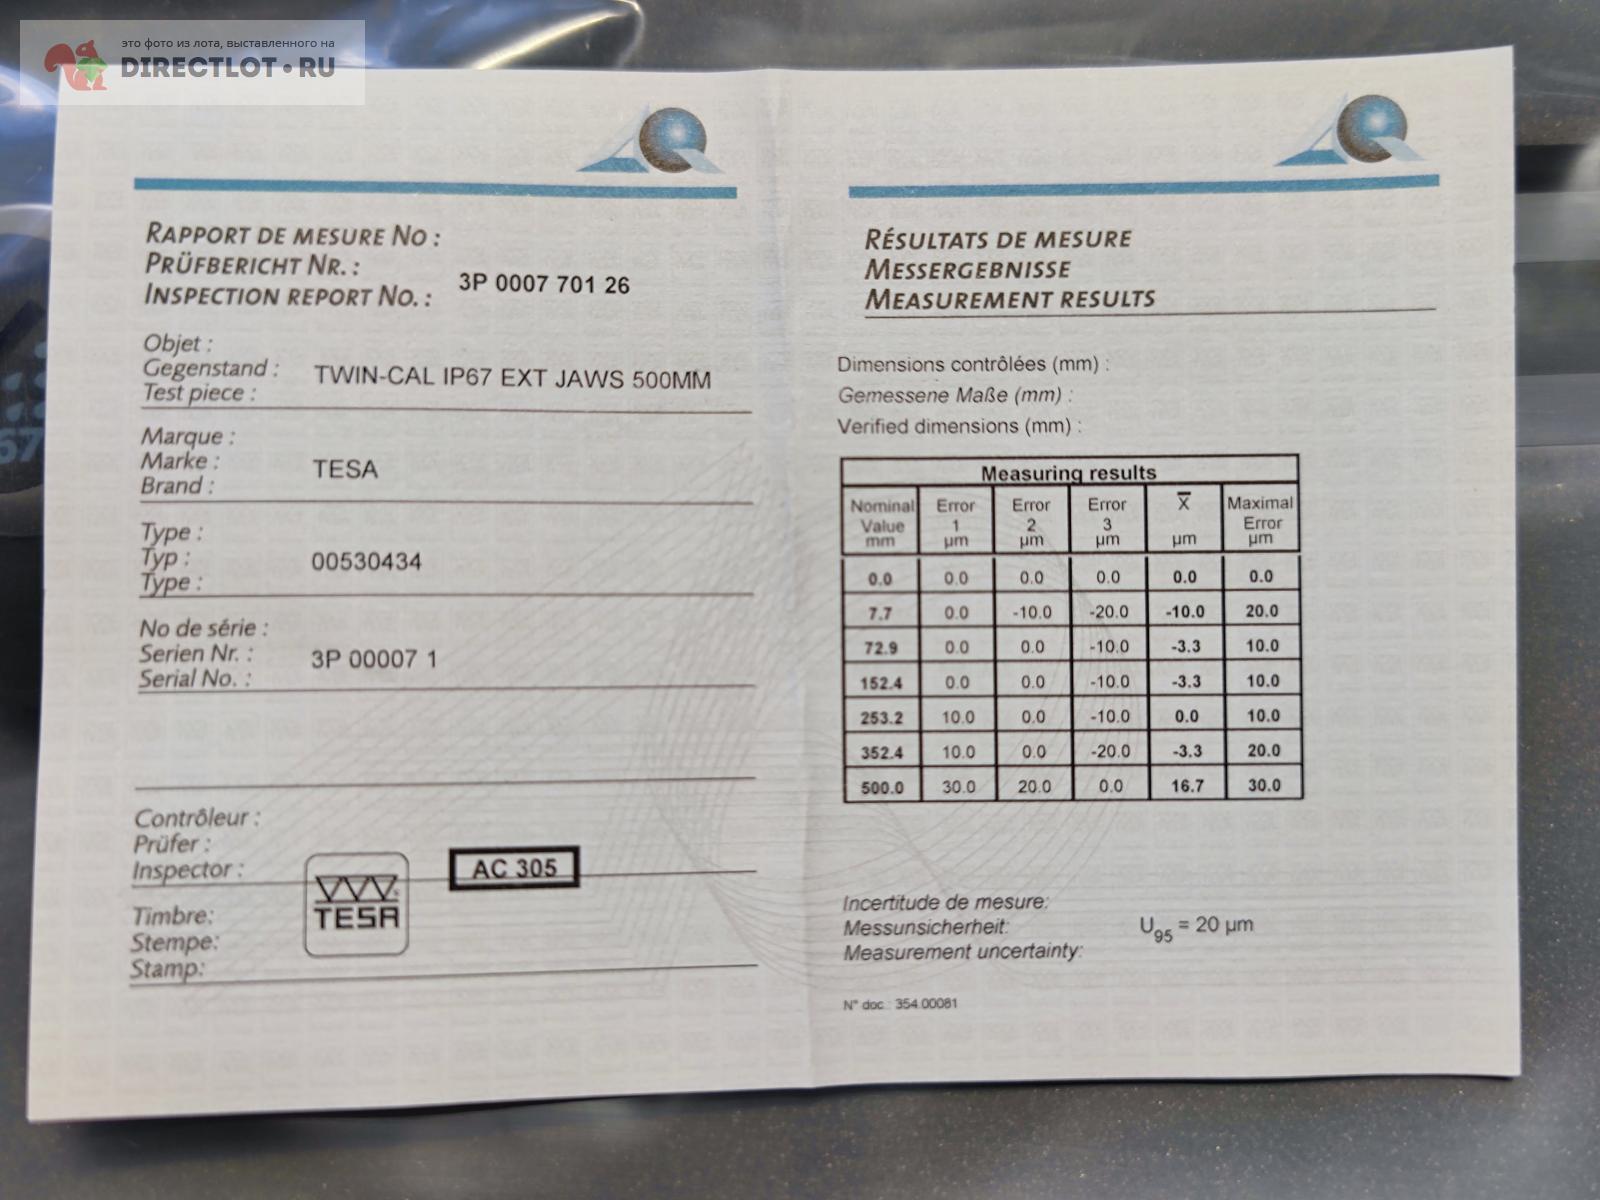 это фото из лота, выставленного на
DIRECTLOT.RU
RAPPORT DE MESURE NO :
PRÜFBERICHT NR. :
INSPECTION REPORT NO. :
3P 0007 701 26
Objet :
Gegenstand :
Test piece :
TWIN-CAL IP67 EXT JAWS 500MM
Marque :
Marke :
Brand :
TESA
Type :
Typ :
Type :
00530434
No de série :
Serien Nr. :
Serial No. :
3P 00007 1
Contrôleur :
Prüfer :
Inspector :
AC 305
Timbre:
Stempe:
Stamp:
TESA
RÉSULTATS DE MESURE
MESSERGEBNISSE
MEASUREMENT RESULTS
Dimensions contrôlées (mm) :
Gemessene Maße (mm) :
Verified dimensions (mm) :
Measuring results
Nominal Value mm Error 1 µm Error 2 µm Error 3 µm X̄ µm Maximal Error µm
0.0 0.0 0.0 0.0 0.0 0.0
7.7 0.0 -10.0 -20.0 -10.0 20.0
72.9 0.0 0.0 -10.0 -3.3 10.0
152.4 0.0 0.0 -10.0 -3.3 10.0
253.2 10.0 0.0 -10.0 0.0 10.0
352.4 10.0 0.0 -20.0 -3.3 20.0
500.0 30.0 20.0 0.0 16.7 30.0
Incertitude de mesure:
Messunsicherheit:
Measurement uncertainty:
U95 = 20 µm
N° doc : 354.00081
67